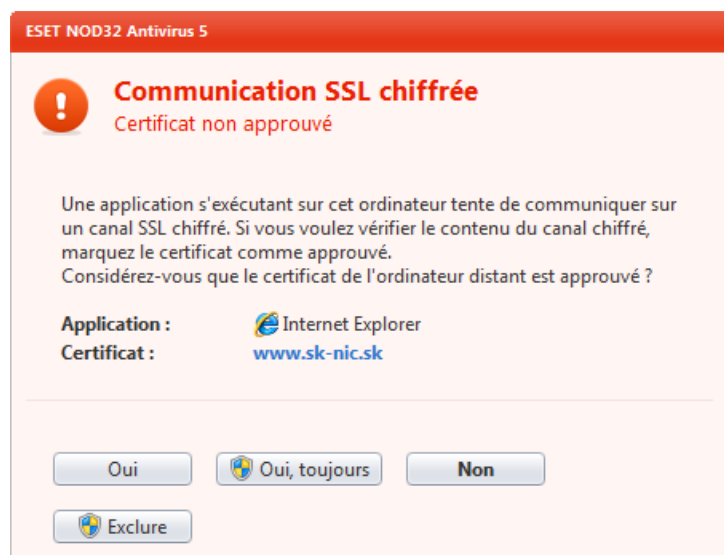 ESET NOD32 Antivirus 5
Communication SSL chiffrée
Certificat non approuvé
Une application s'exécutant sur cet ordinateur tente de communiquer sur
un canal SSL chiffré. Si vous voulez vérifier le contenu du canal chiffré,
marquez le certificat comme approuvé.
Considérez-vous que le certificat de l'ordinateur distant est approuvé ?
Application : Internet Explorer
Certificat : www.sk-nic.sk
Oui Oui, toujours Non
Exclure